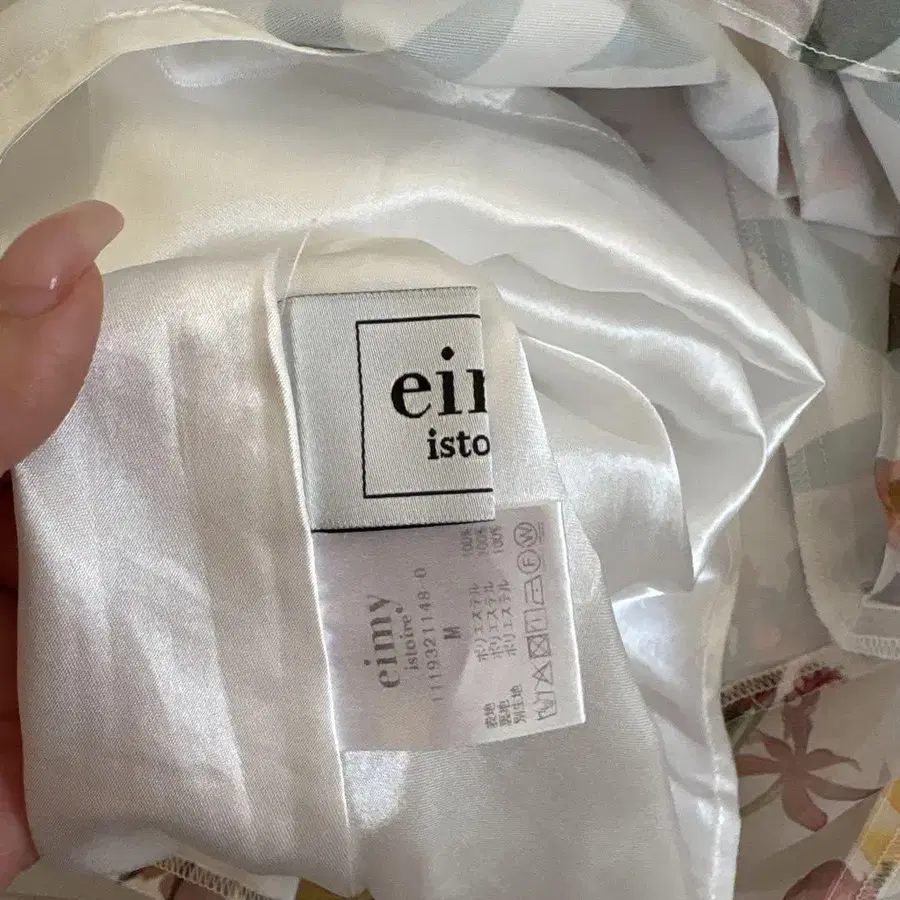 eim
isto
eimy
istoire.
1119321148-0
M
表地 ポリエステル 100%
裏地 ポリエステル 100%
別生地 ポリエステル 100%